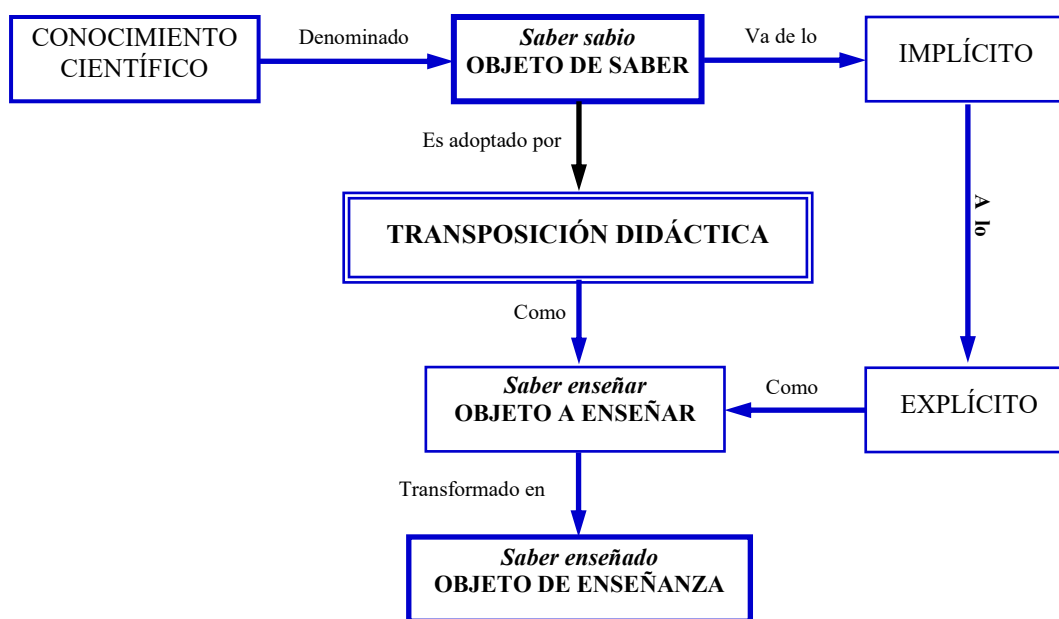 CONOCIMIENTO
CIENTÍFICO
Denominado
Saber sabio
OBJETO DE SABER
Va de lo
IMPLÍCITO
Es adoptado por
A lo
TRANSPOSICIÓN DIDÁCTICA
Como
Saber enseñar
OBJETO A ENSEÑAR
Como
EXPLÍCITO
Transformado en
Saber enseñado
OBJETO DE ENSEÑANZA